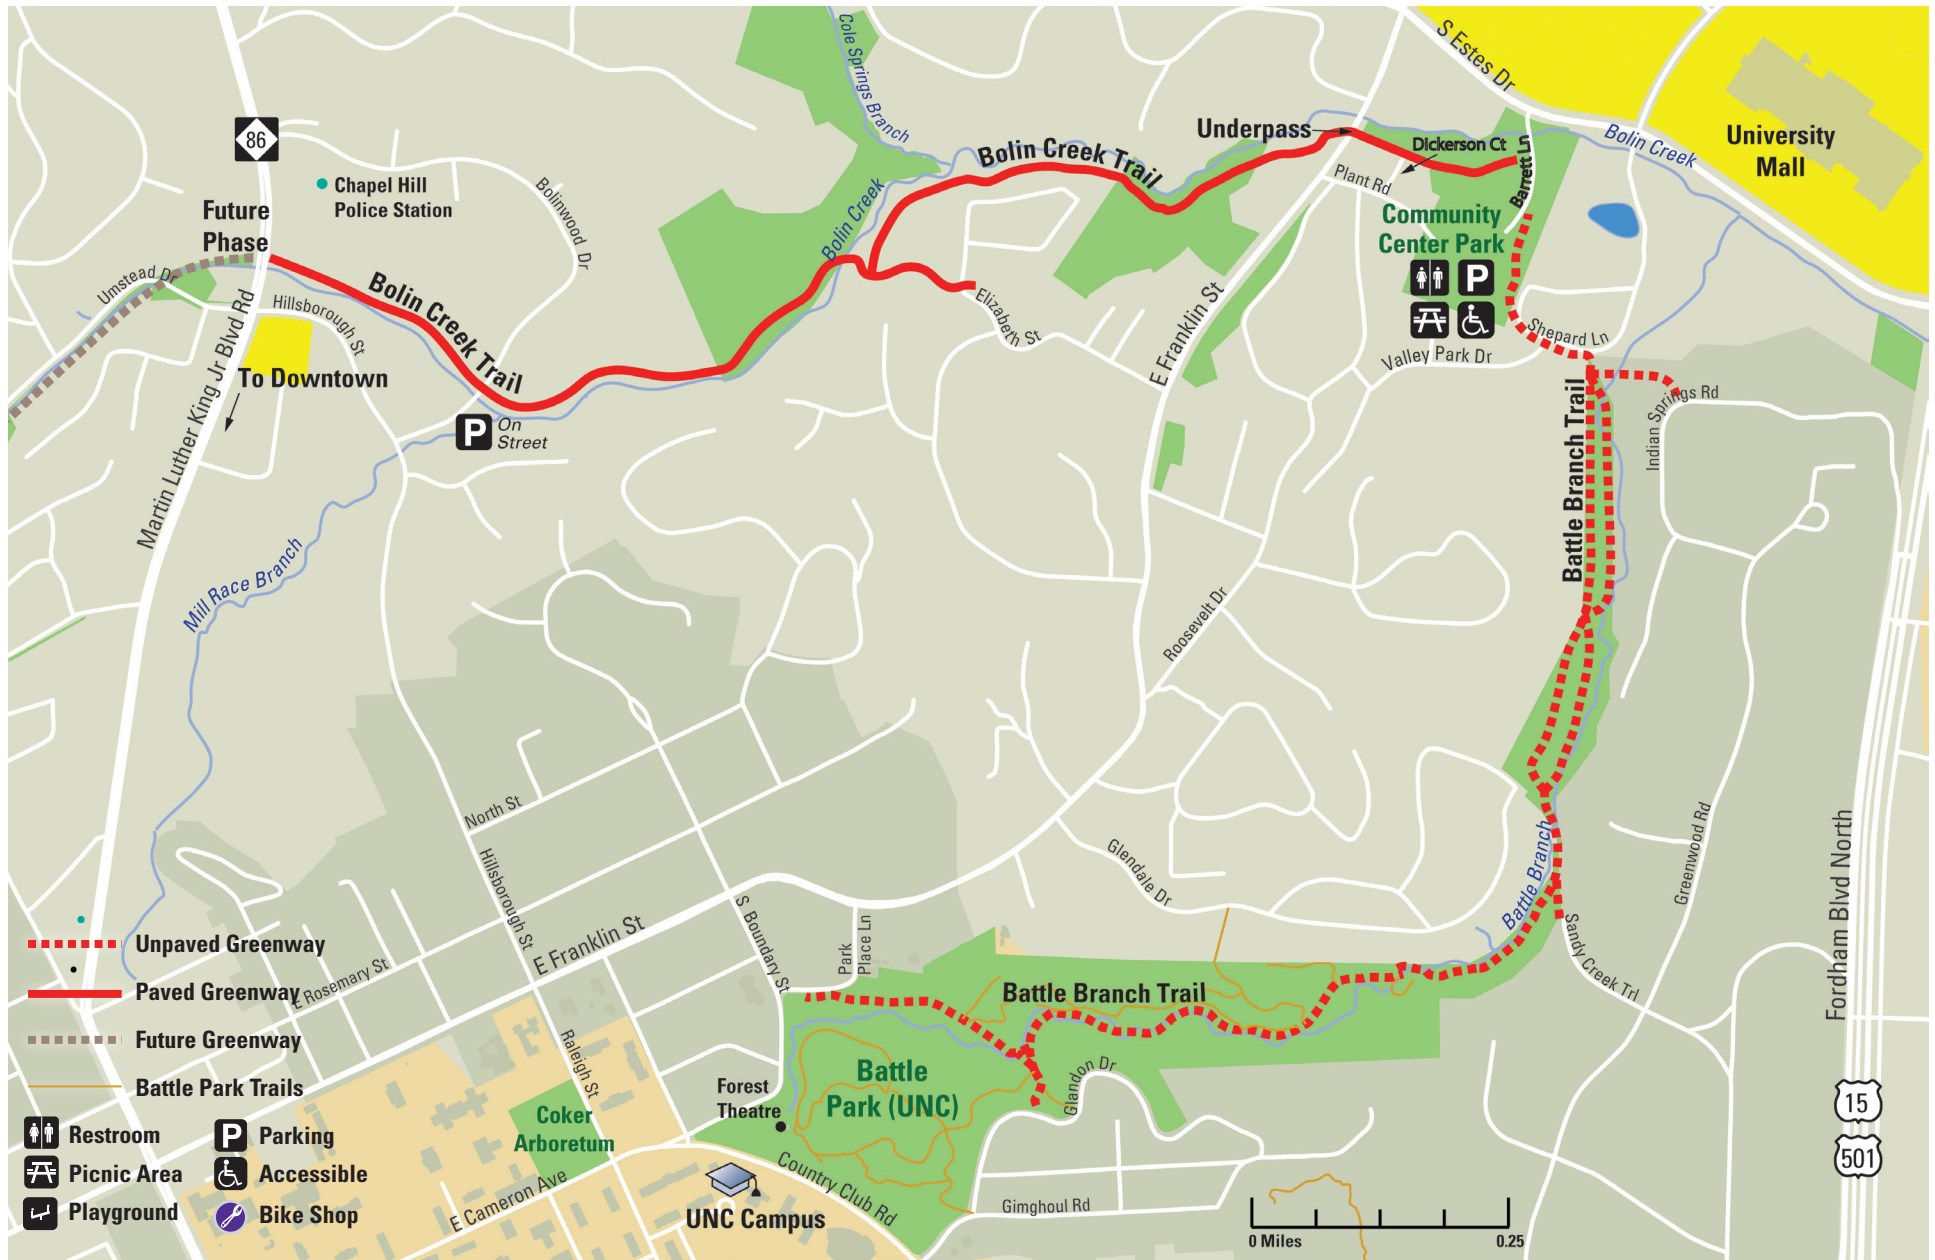 S Estes Dr
Cole Springs Branch
86
Underpass
Dickerson Ct
Barrett Ln
Bolin Creek
University
Mall
Chapel Hill
Police Station
Bolinwood Dr
Bolin Creek Trail
Plant Rd
Future
Phase
Community
Center Park
P
Bolin Creek
Umstead Dr
Hillsborough St
Bolin Creek Trail
Elizabeth St
E Franklin St
Shepard Ln
Valley Park Dr
To Downtown
Martin Luther King Jr Blvd Rd
P
On
Street
Indian Springs Rd
Battle Branch Trail
Mill Race Branch
Roosevelt Dr
North St
Hillsborough St
Glendale Dr
Battle Branch
Greenwood Rd
Fordham Blvd North
E Franklin St
S Boundary St
Park
Place Ln
Sandy Creek Trl
E Rosemary St
Battle Branch Trail
Raleigh St
Forest
Theatre
Battle
Park (UNC)
Glandon Dr
Coker
Arboretum
E Cameron Ave
Country Club Rd
UNC Campus
Gimghoul Rd
15
501
Unpaved Greenway
Paved Greenway
Future Greenway
Battle Park Trails
Restroom
P Parking
Picnic Area
Accessible
Playground
Bike Shop
0 Miles
0.25